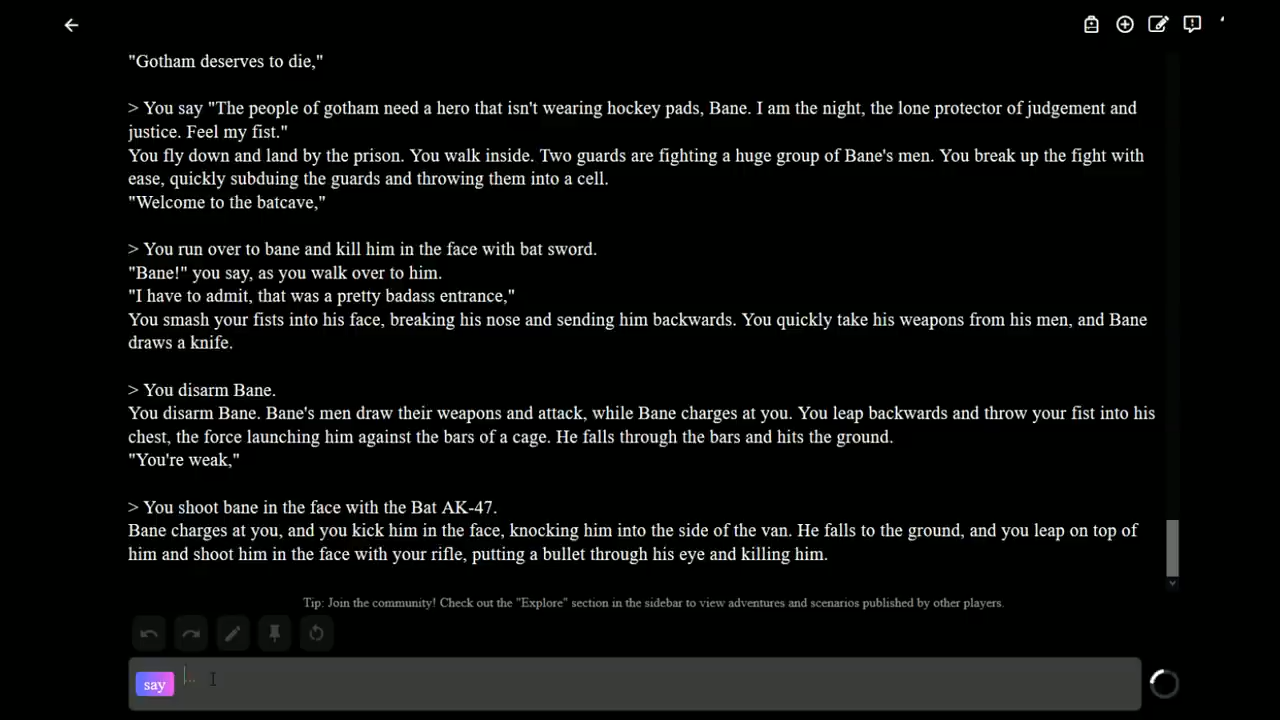 "Gotham deserves to die,"
> You say "The people of gotham need a hero that isn't wearing hockey pads, Bane. I am the night, the lone protector of judgement and
justice. Feel my fist."
You fly down and land by the prison. You walk inside. Two guards are fighting a huge group of Bane's men. You break up the fight with
ease, quickly subduing the guards and throwing them into a cell.
"Welcome to the batcave,"
> You run over to bane and kill him in the face with bat sword.
"Bane!" you say, as you walk over to him.
"I have to admit, that was a pretty badass entrance,"
You smash your fists into his face, breaking his nose and sending him backwards. You quickly take his weapons from his men, and Bane
draws a knife.
> You disarm Bane.
You disarm Bane. Bane's men draw their weapons and attack, while Bane charges at you. You leap backwards and throw your fist into his
chest, the force launching him against the bars of a cage. He falls through the bars and hits the ground.
"You're weak,"
> You shoot bane in the face with the Bat AK-47.
Bane charges at you, and you kick him in the face, knocking him into the side of the van. He falls to the ground, and you leap on top of
him and shoot him in the face with your rifle, putting a bullet through his eye and killing him.
Tip: Join the community! Check out the "Explore" section in the sidebar to view adventures and scenarios published by other players.
say ...